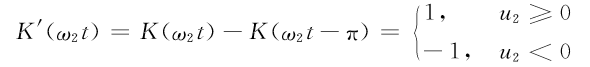 K′(ω₂t) = K(ω₂t) − K(ω₂t − π) = { 1, u₂ ⩾ 0
−1, u₂ < 0